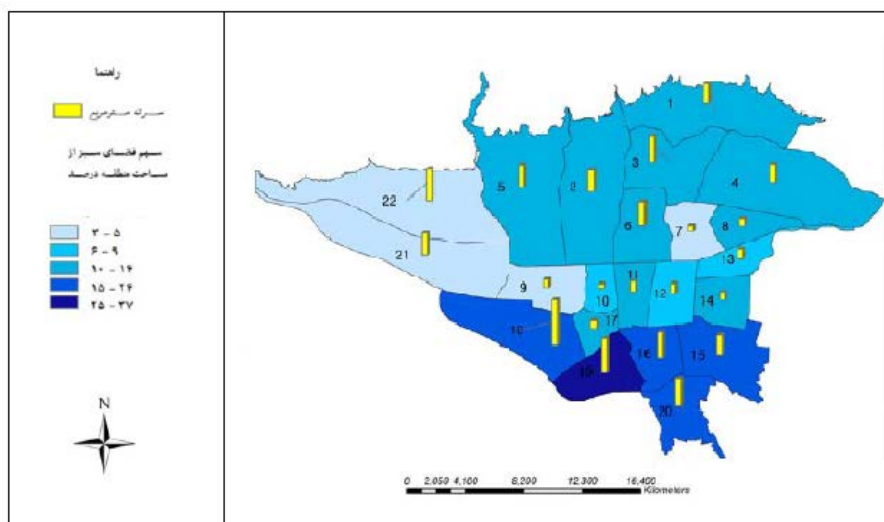 راهنما
سرانه مترمربع
سهم فضای سبز از
مساحت منطقه درصد
۳ - ۵
۶ - ۹
۱۰ - ۱۴
۱۵ - ۲۴
۲۵ - ۳۷
N
1
3
4
5
2
22
6
7
8
21
13
9
10
11
12
14
18
17
16
15
19
20
0 2,050 4,100 8,200 12,300 16,400
Kilometers